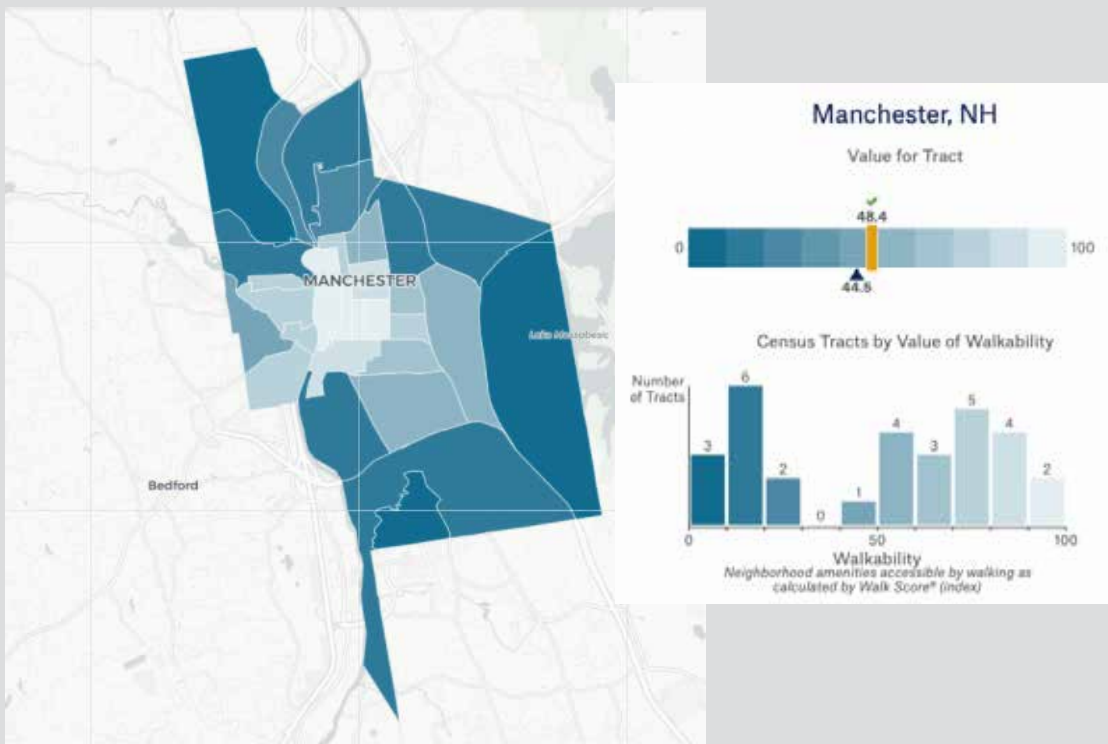 MANCHESTER
Lake Massabesic
Bedford
Manchester, NH
Value for Tract
48.4
0
100
44.5
Census Tracts by Value of Walkability
Number
of Tracts
3
6
2
0
1
4
3
5
4
2
0
50
100
Walkability
Neighborhood amenities accessible by walking as
calculated by Walk Score® (index)